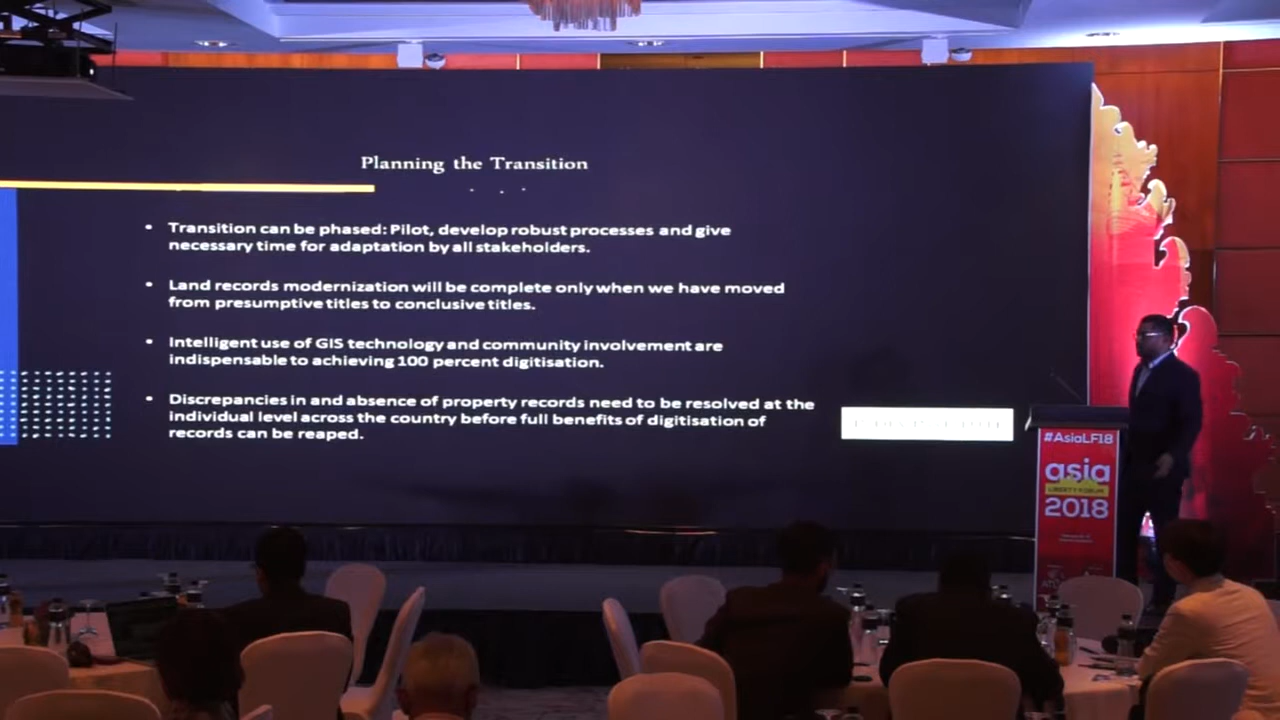 Planning the Transition
• Transition can be phased: Pilot, develop robust processes and give
necessary time for adaptation by all stakeholders.
• Land records modernization will be complete only when we have moved
from presumptive titles to conclusive titles.
• Intelligent use of GIS technology and community involvement are
indispensable to achieving 100 percent digitisation.
• Discrepancies in and absence of property records need to be resolved at the
individual level across the country before full benefits of digitisation of
records can be reaped.
#AsiaLF18
asia
LIBERTY FORUM
2018